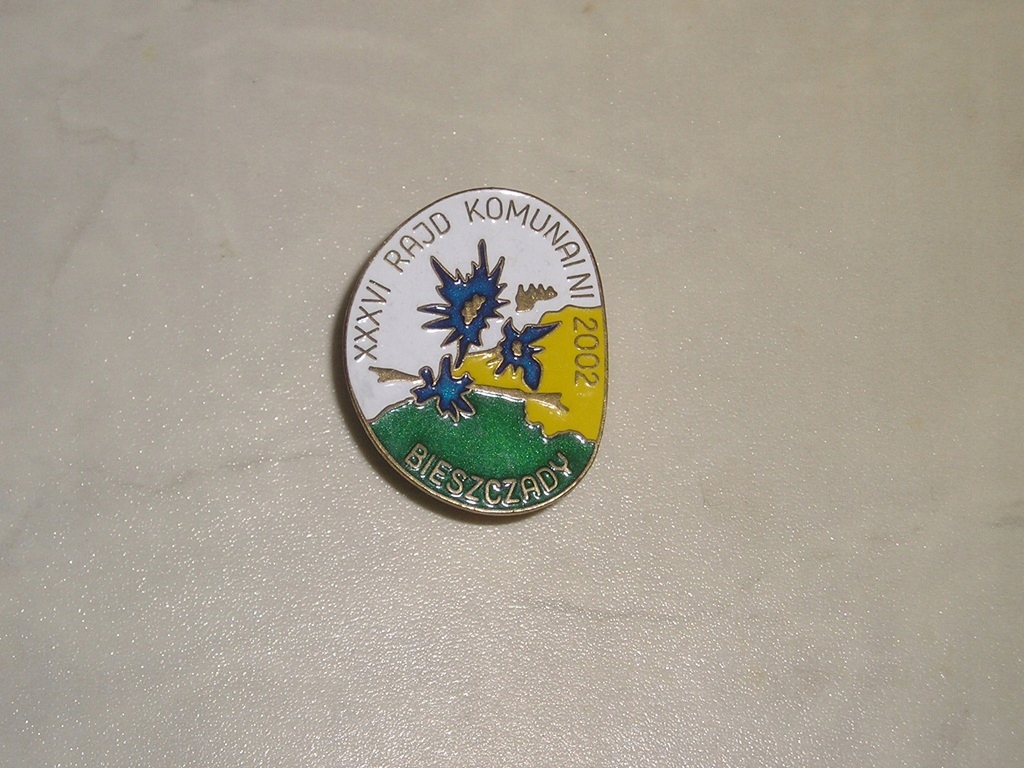 XXXVI RAJD KOMUNALNI 2002
BIESZCZADY